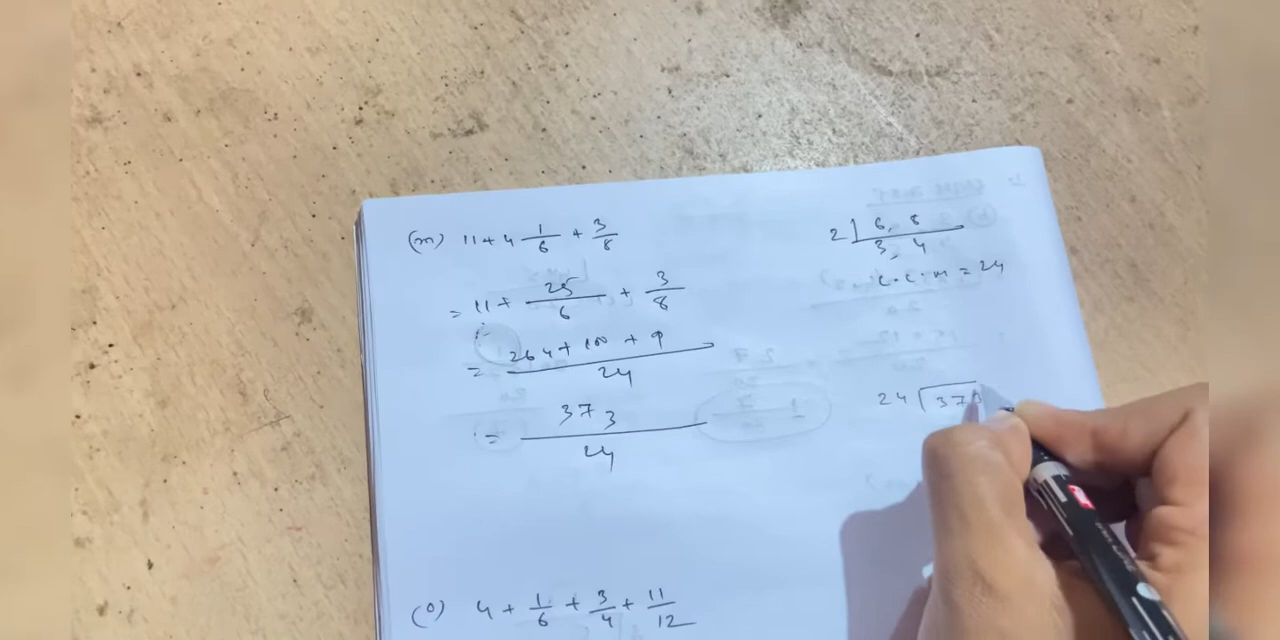 (m) 11 + 4 1/6 + 3/8
= 11 + 25/6 + 3/8
= 264 + 100 + 9 / 24
= 373 / 24
2 | 6, 8
3, 4
L.C.M = 24
24 | 373
(o) 4 + 1/6 + 3/4 + 11/12